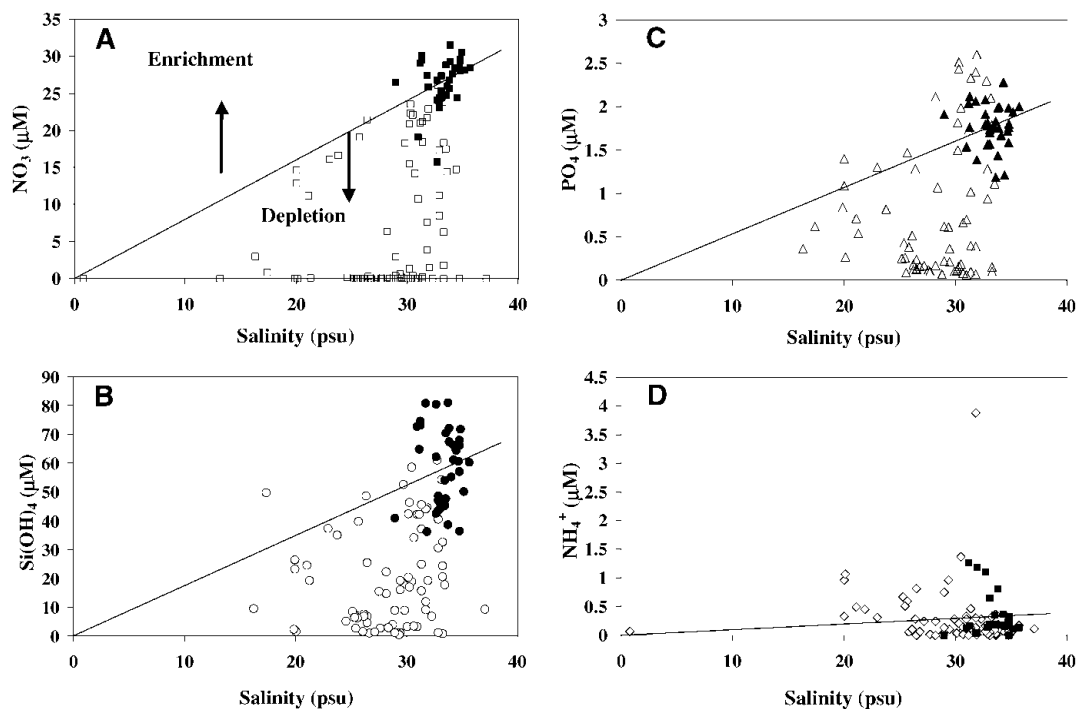 A
Enrichment
Depletion
NO3 (µM)
35
30
25
20
15
10
5
0
0 10 20 30 40
Salinity (psu)
C
PO4 (µM)
3
2.5
2
1.5
1
0.5
0
0 10 20 30 40
Salinity (psu)
B
Si(OH)4 (µM)
90
80
70
60
50
40
30
20
10
0
0 10 20 30 40
Salinity (psu)
D
NH4+ (µM)
4.5
4
3.5
3
2.5
2
1.5
1
0.5
0
0 10 20 30 40
Salinity (psu)